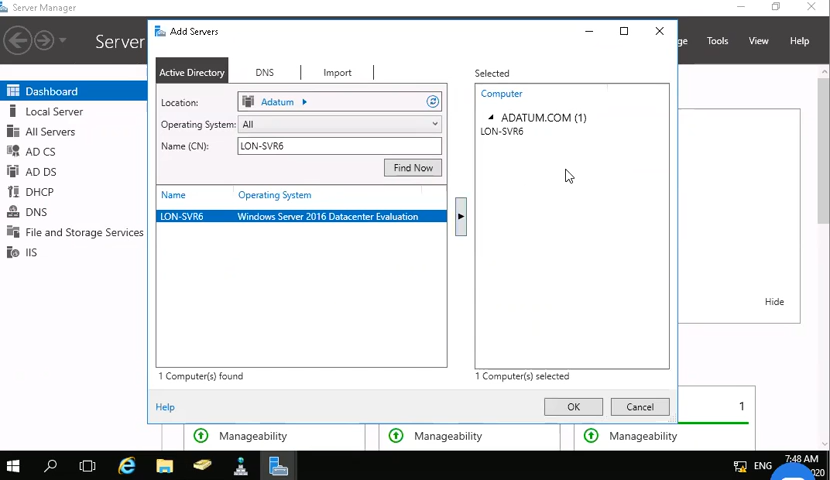 Server Manager
Server
Tools
View
Help
Dashboard
Local Server
All Servers
AD CS
AD DS
DHCP
DNS
File and Storage Services
IIS
Add Servers
Active Directory
DNS
Import
Location:
Adatum
Operating System:
All
Name (CN):
LON-SVR6
Find Now
Name Operating System
LON-SVR6 Windows Server 2016 Datacenter Evaluation
1 Computer(s) found
Selected
Computer
ADATUM.COM (1)
LON-SVR6
1 Computer(s) selected
Help
OK
Cancel
Hide
1
Manageability
Manageability
Manageability
ENG
7:48 AM